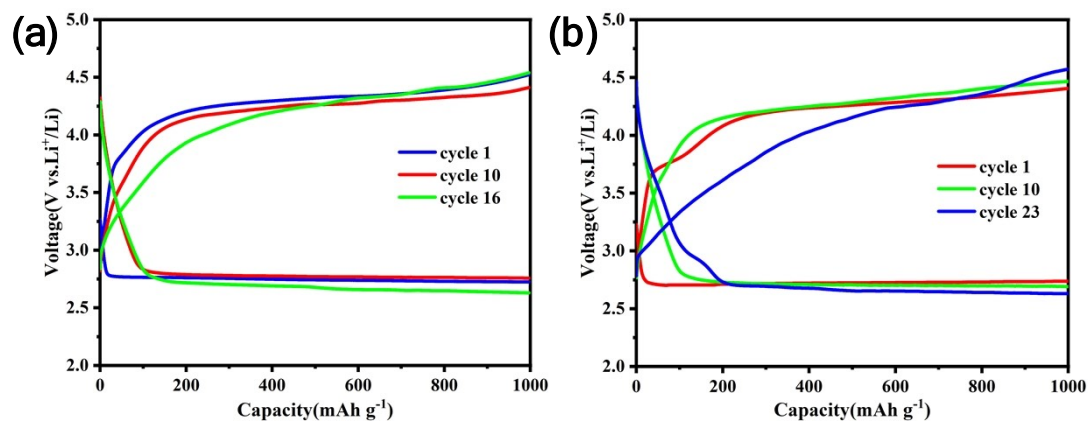 (a)
5.0
4.5
4.0
3.5
3.0
2.5
2.0
Voltage(V vs.Li⁺/Li)
cycle 1
cycle 10
cycle 16
0 200 400 600 800 1000
Capacity(mAh g⁻¹)
(b)
5.0
4.5
4.0
3.5
3.0
2.5
2.0
Voltage(V vs.Li⁺/Li)
cycle 1
cycle 10
cycle 23
0 200 400 600 800 1000
Capacity(mAh g⁻¹)